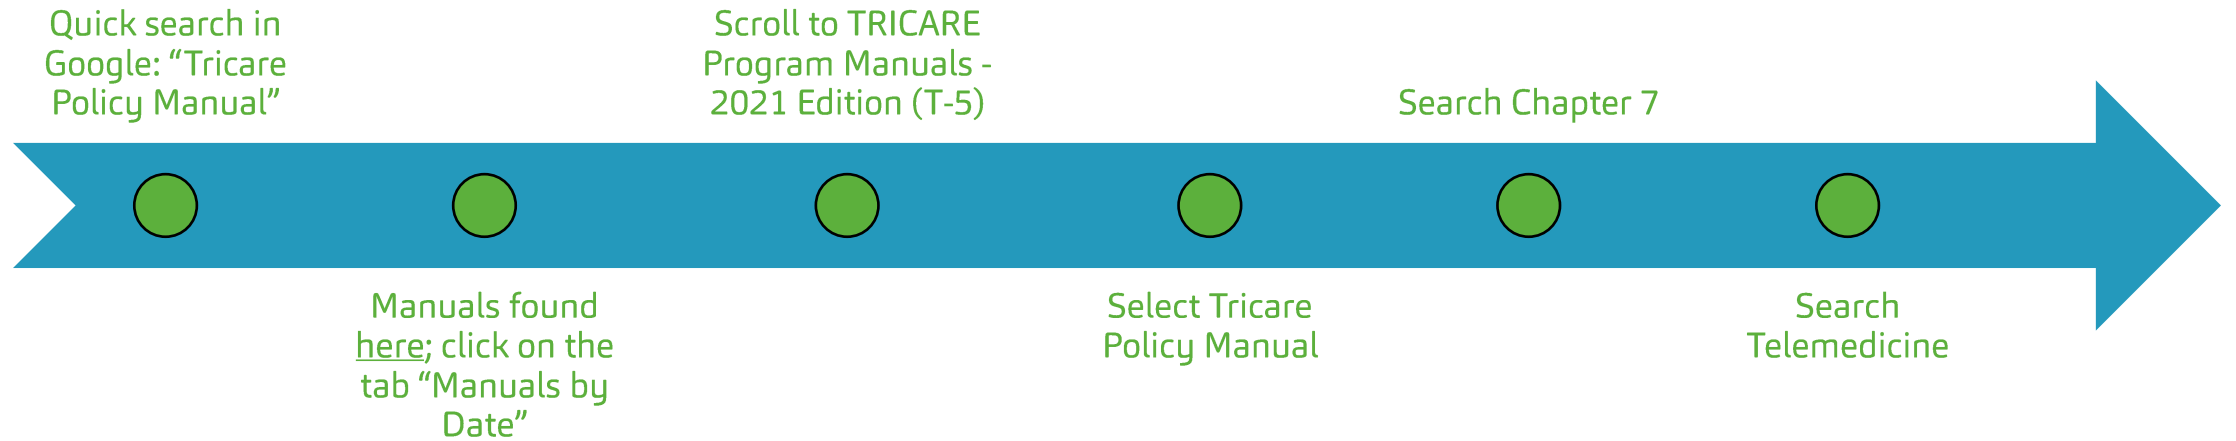 Quick search in
Google: “Tricare
Policy Manual”
Manuals found
here; click on the
tab “Manuals by
Date”
Scroll to TRICARE
Program Manuals -
2021 Edition (T-5)
Select Tricare
Policy Manual
Search Chapter 7
Search
Telemedicine